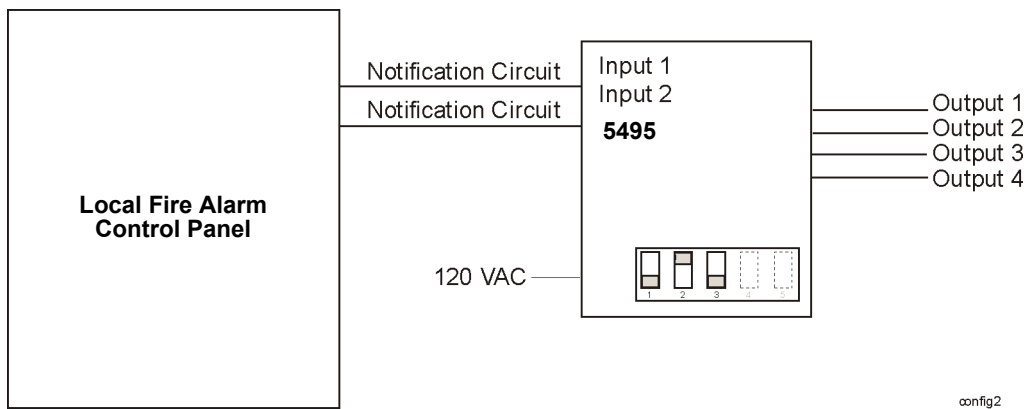 Local Fire Alarm
Control Panel
Notification Circuit
Notification Circuit
120 VAC
Input 1
Input 2
5495
1 2 3 4 5
Output 1
Output 2
Output 3
Output 4
config2